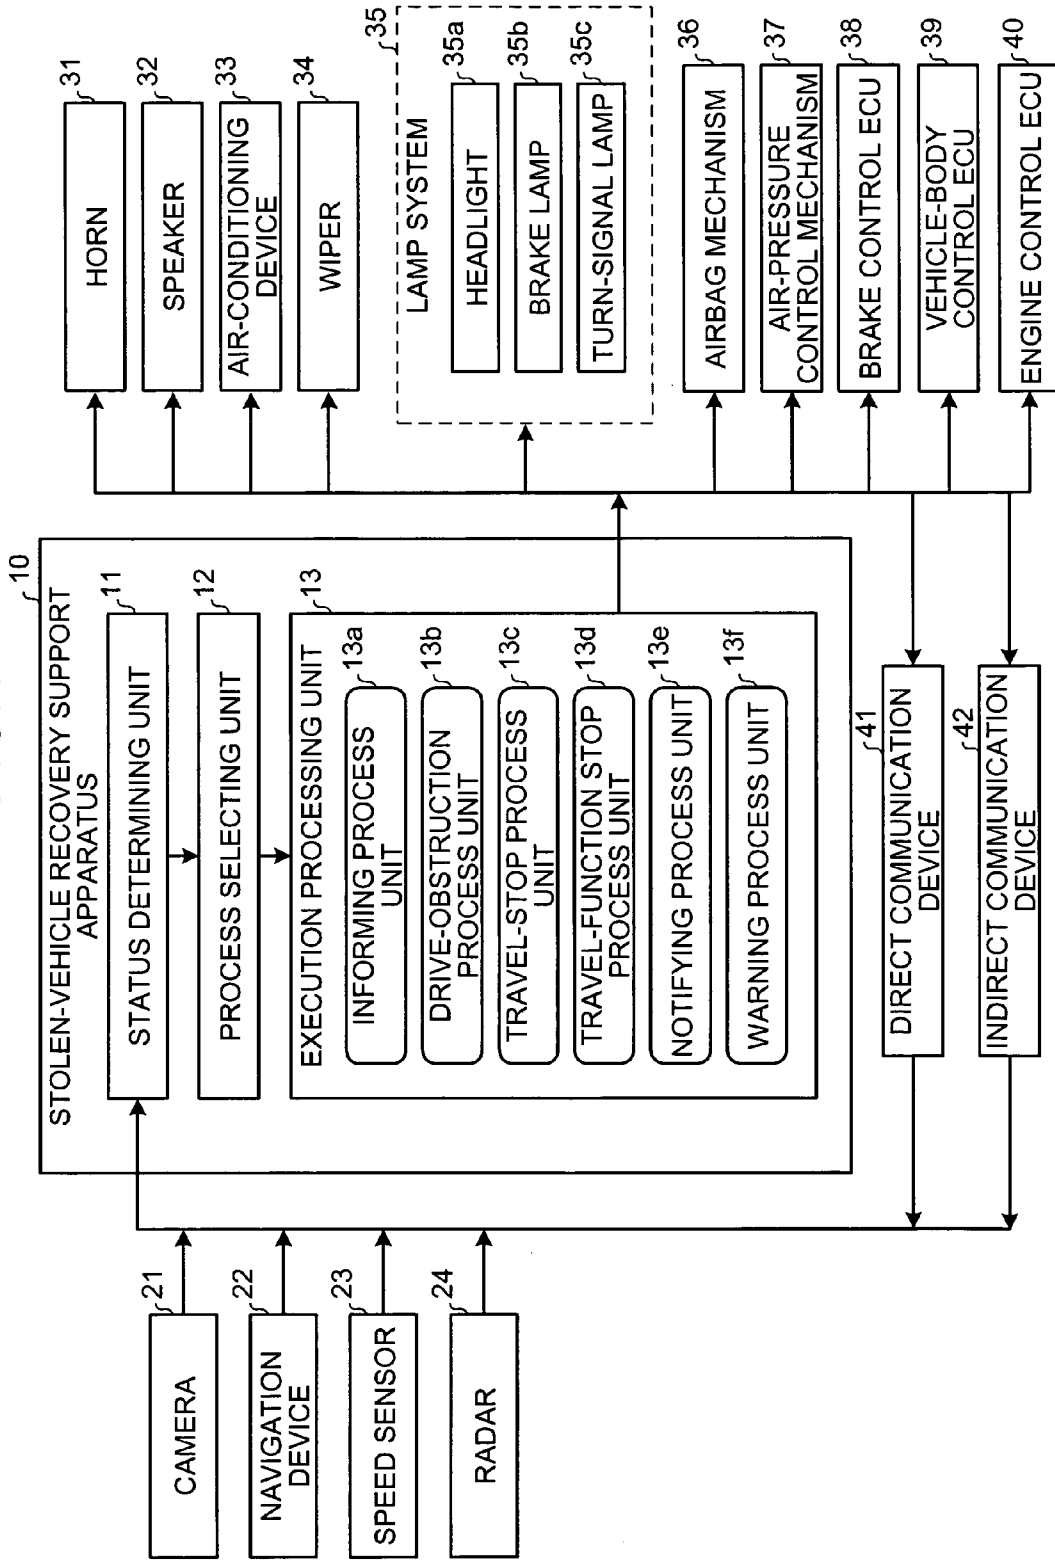 10
STOLEN-VEHICLE RECOVERY SUPPORT
APPARATUS
11
STATUS DETERMINING UNIT
12
PROCESS SELECTING UNIT
13
EXECUTION PROCESSING UNIT
13a
INFORMING PROCESS
UNIT
13b
DRIVE-OBSTRUCTION
PROCESS UNIT
13c
TRAVEL-STOP PROCESS
UNIT
13d
TRAVEL-FUNCTION STOP
PROCESS UNIT
13e
NOTIFYING PROCESS UNIT
13f
WARNING PROCESS UNIT
21
CAMERA
22
NAVIGATION
DEVICE
23
SPEED SENSOR
24
RADAR
31
HORN
32
SPEAKER
33
AIR-CONDITIONING
DEVICE
34
WIPER
35
LAMP SYSTEM
35a
HEADLIGHT
35b
BRAKE LAMP
35c
TURN-SIGNAL LAMP
36
AIRBAG MECHANISM
37
AIR-PRESSURE
CONTROL MECHANISM
38
BRAKE CONTROL ECU
39
VEHICLE-BODY
CONTROL ECU
40
ENGINE CONTROL ECU
41
DIRECT COMMUNICATION
DEVICE
42
INDIRECT COMMUNICATION
DEVICE